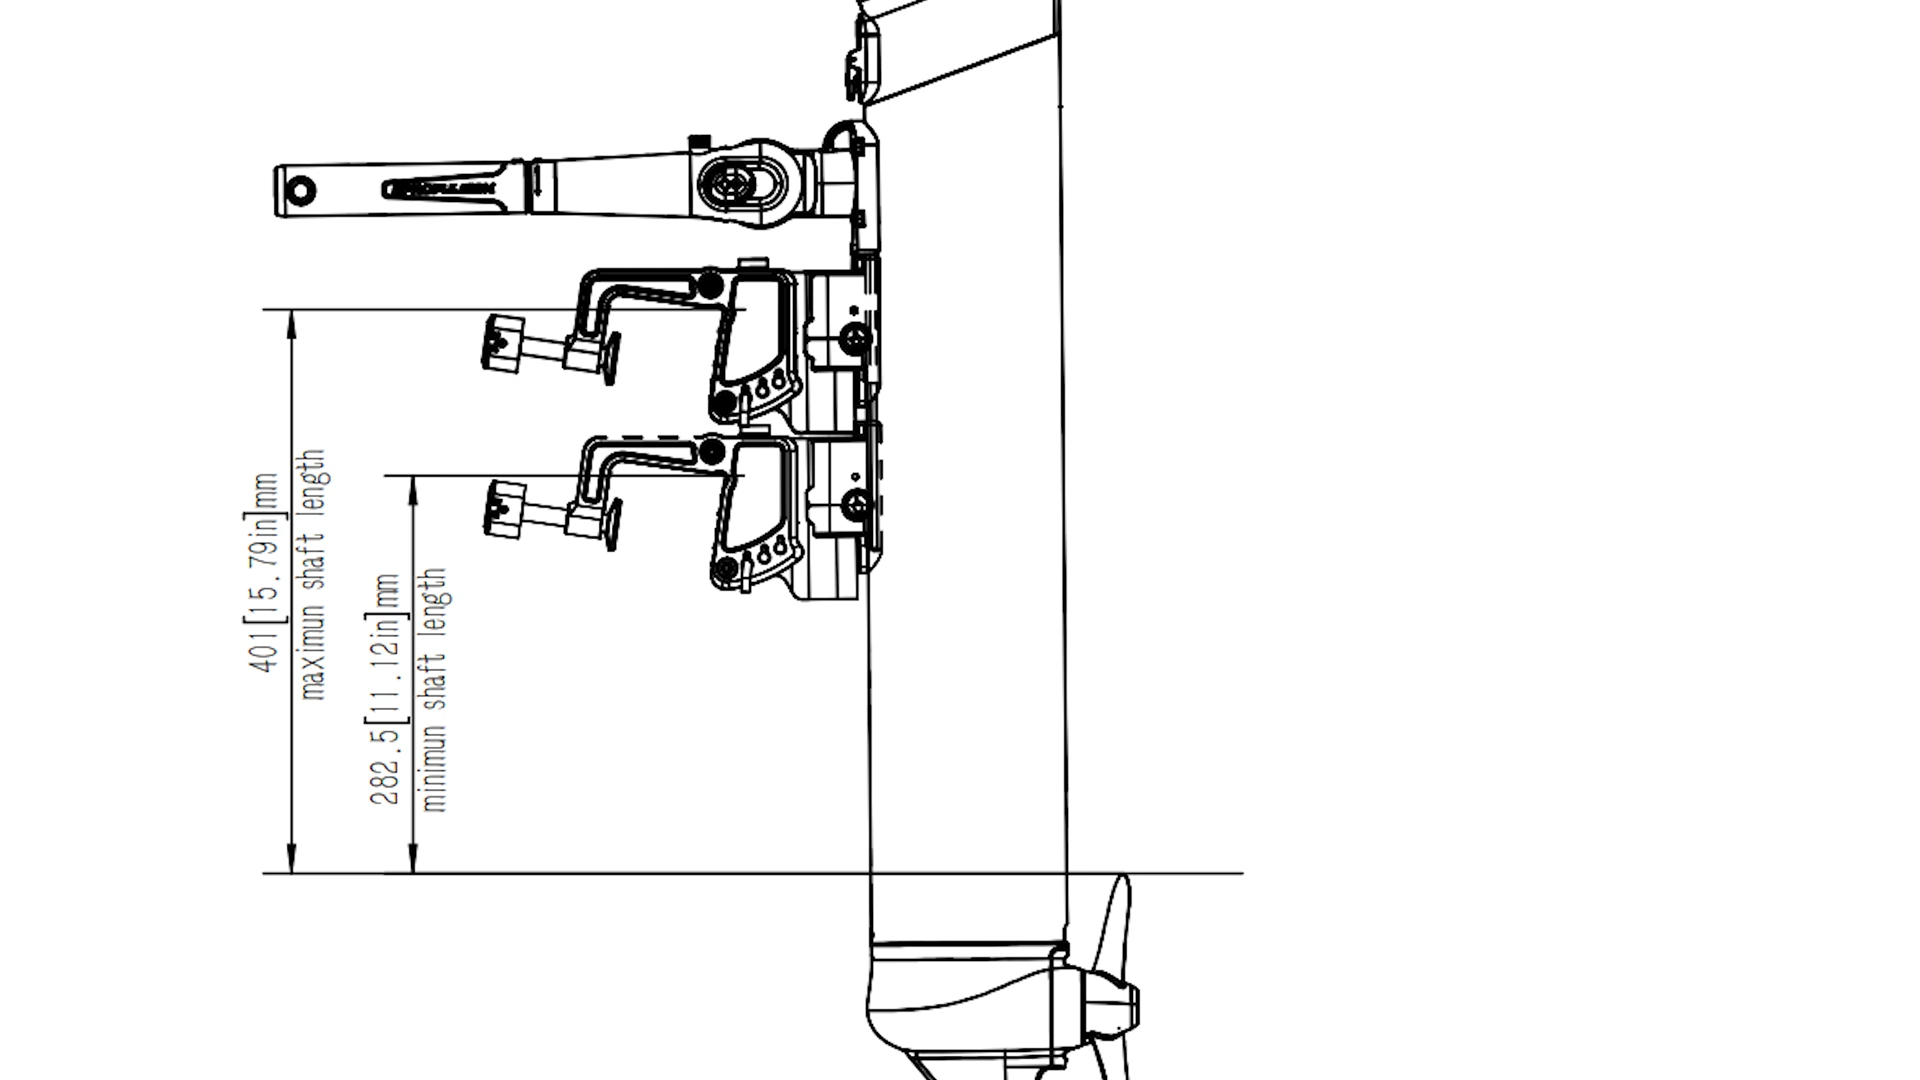 401[15.79in]mm
maximun shaft length
282.5[11.12in]mm
minimun shaft length